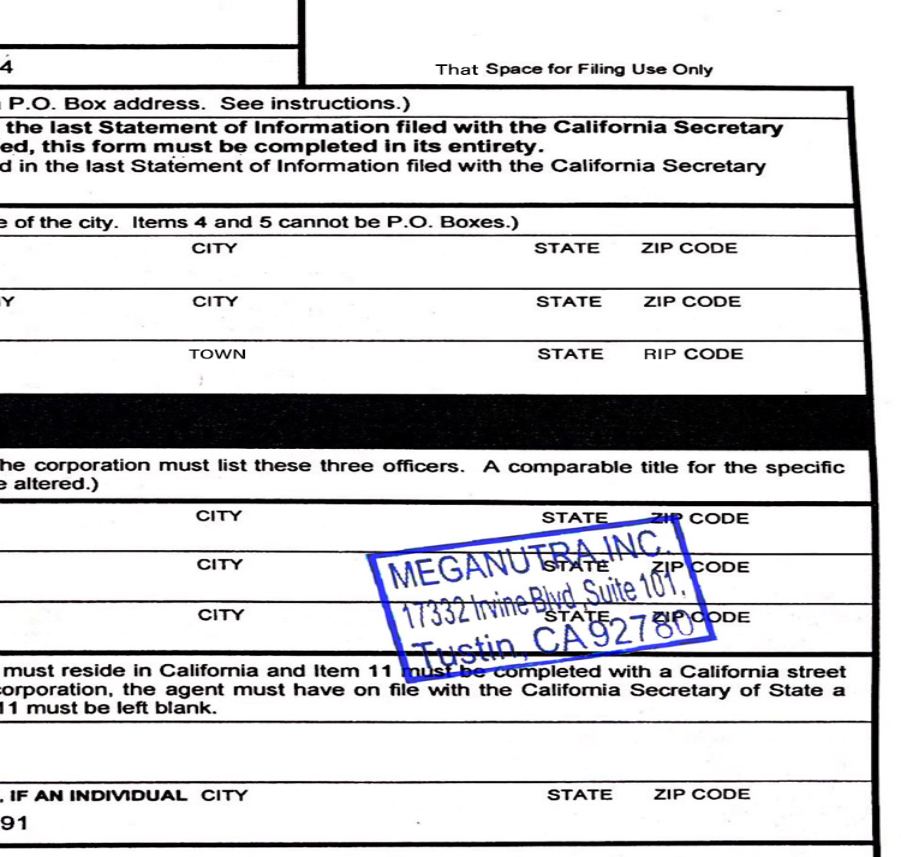 4
That Space for Filing Use Only
P.O. Box address. See instructions.)
the last Statement of Information filed with the California Secretary
ed, this form must be completed in its entirety.
d in the last Statement of Information filed with the California Secretary
e of the city. Items 4 and 5 cannot be P.O. Boxes.)
CITY STATE ZIP CODE
Y CITY STATE ZIP CODE
TOWN STATE RIP CODE
he corporation must list these three officers. A comparable title for the specific
e altered.)
CITY STATE ZIP CODE
MEGANUTRA INC.
CITY STATE ZIP CODE
17332 Irvine Blvd, Suite 101,
CITY STATE ZIP CODE
Tustin, CA 92780
must reside in California and Item 11 must be completed with a California street
corporation, the agent must have on file with the California Secretary of State a
11 must be left blank.
, IF AN INDIVIDUAL CITY STATE ZIP CODE
91